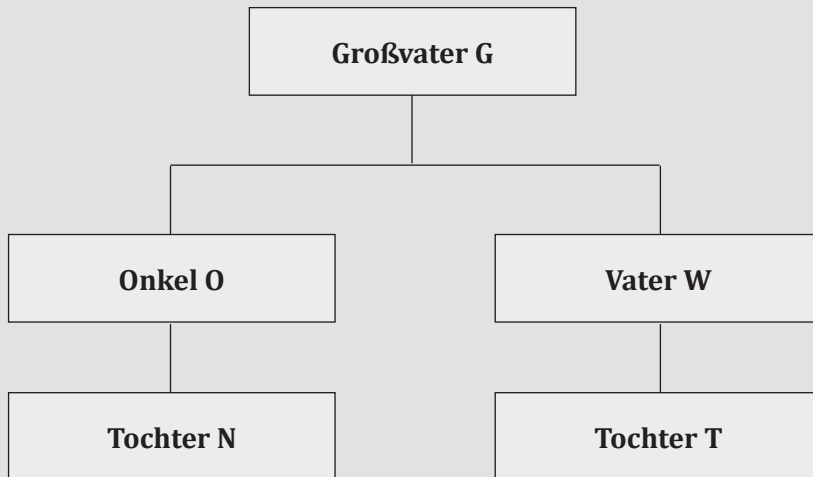 Großvater G
Onkel O
Vater W
Tochter N
Tochter T